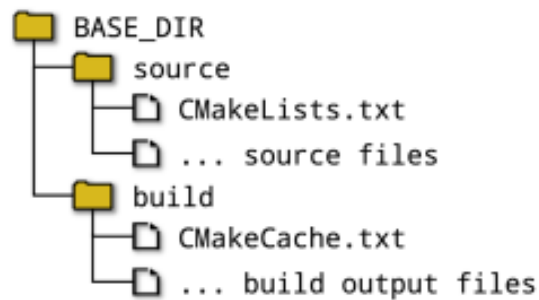 BASE_DIR
source
CMakeLists.txt
... source files
build
CMakeCache.txt
... build output files